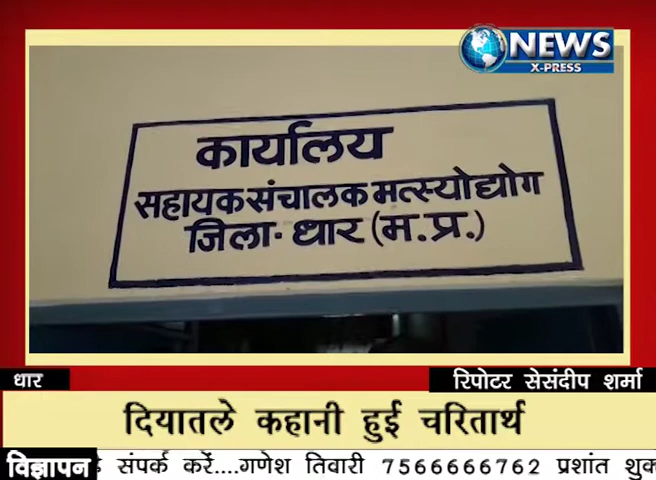 NEWS
X-PRESS
कार्यालय
सहायक संचालक मत्स्योद्योग
जिला- धार (म.प्र.)
धार
रिपोटर सेसंदीप शर्मा
दियातले कहानी हुई चरितार्थ
विज्ञापन संपर्क करें....गणेश तिवारी 7566666762 प्रशांत